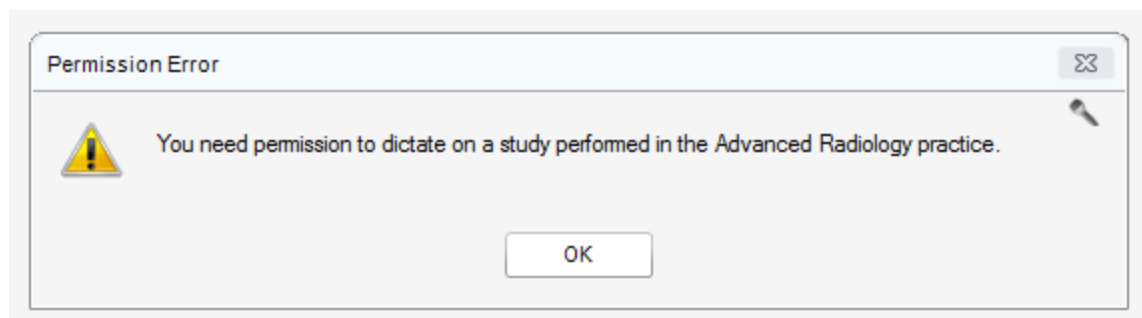 Permission Error
You need permission to dictate on a study performed in the Advanced Radiology practice.
OK